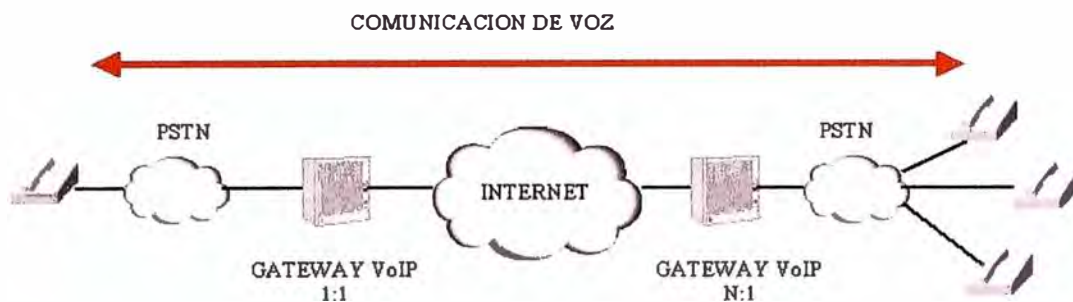 COMUNICACION DE VOZ
PSTN
PSTN
INTERNET
GATEWAY VoIP
1:1
GATEWAY VoIP
N:1